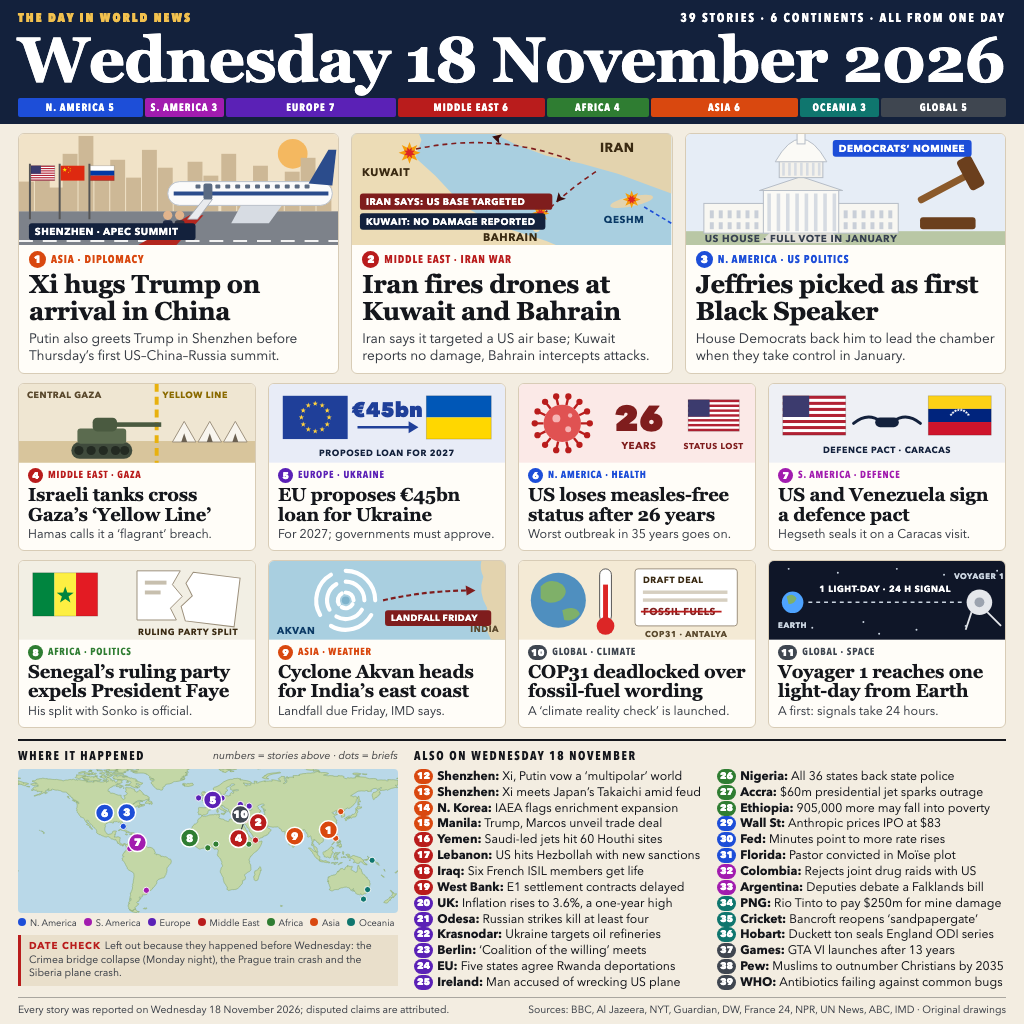 THE DAY IN WORLD NEWS
39 STORIES · 6 CONTINENTS · ALL FROM ONE DAY
Wednesday 18 November 2026
N. AMERICA 5
S. AMERICA 3
EUROPE 7
MIDDLE EAST 6
AFRICA 4
ASIA 6
OCEANIA 3
GLOBAL 5
SHENZHEN · APEC SUMMIT
1 ASIA · DIPLOMACY
Xi hugs Trump on
arrival in China
Putin also greets Trump in Shenzhen before
Thursday's first US–China–Russia summit.
IRAN
KUWAIT
IRAN SAYS: US BASE TARGETED
KUWAIT: NO DAMAGE REPORTED
QESHM
BAHRAIN
2 MIDDLE EAST · IRAN WAR
Iran fires drones at
Kuwait and Bahrain
Iran says it targeted a US air base; Kuwait
reports no damage, Bahrain intercepts attacks.
DEMOCRATS' NOMINEE
US HOUSE · FULL VOTE IN JANUARY
3 N. AMERICA · US POLITICS
Jeffries picked as first
Black Speaker
House Democrats back him to lead the chamber
when they take control in January.
CENTRAL GAZA
YELLOW LINE
4 MIDDLE EAST · GAZA
Israeli tanks cross
Gaza's 'Yellow Line'
Hamas calls it a 'flagrant' breach.
€45bn
PROPOSED LOAN FOR 2027
5 EUROPE · UKRAINE
EU proposes €45bn
loan for Ukraine
For 2027; governments must approve.
26
YEARS
STATUS LOST
6 N. AMERICA · HEALTH
US loses measles-free
status after 26 years
Worst outbreak in 35 years goes on.
DEFENCE PACT · CARACAS
7 S. AMERICA · DEFENCE
US and Venezuela sign
a defence pact
Hegseth seals it on a Caracas visit.
RULING PARTY SPLIT
8 AFRICA · POLITICS
Senegal's ruling party
expels President Faye
His split with Sonko is official.
LANDFALL FRIDAY
AKVAN
INDIA
9 ASIA · WEATHER
Cyclone Akvan heads
for India's east coast
Landfall due Friday, IMD says.
DRAFT DEAL
FOSSIL FUELS
COP31 · ANTALYA
10 GLOBAL · CLIMATE
COP31 deadlocked over
fossil-fuel wording
A 'climate reality check' is launched.
VOYAGER 1
1 LIGHT-DAY · 24 H SIGNAL
EARTH
11 GLOBAL · SPACE
Voyager 1 reaches one
light-day from Earth
A first: signals take 24 hours.
WHERE IT HAPPENED
numbers = stories above · dots = briefs
6
3
5
10
2
7
8
4
9
1
N. America
S. America
Europe
Middle East
Africa
Asia
Oceania
DATE CHECK Left out because they happened before Wednesday: the
Crimea bridge collapse (Monday night), the Prague train crash and the
Siberia plane crash.
ALSO ON WEDNESDAY 18 NOVEMBER
12 Shenzhen: Xi, Putin vow a 'multipolar' world
13 Shenzhen: Xi meets Japan's Takaichi amid feud
14 N. Korea: IAEA flags enrichment expansion
15 Manila: Trump, Marcos unveil trade deal
16 Yemen: Saudi-led jets hit 60 Houthi sites
17 Lebanon: US hits Hezbollah with new sanctions
18 Iraq: Six French ISIL members get life
19 West Bank: E1 settlement contracts delayed
20 UK: Inflation rises to 3.6%, a one-year high
21 Odesa: Russian strikes kill at least four
22 Krasnodar: Ukraine targets oil refineries
23 Berlin: 'Coalition of the willing' meets
24 EU: Five states agree Rwanda deportations
25 Ireland: Man accused of wrecking US plane
26 Nigeria: All 36 states back state police
27 Accra: $60m presidential jet sparks outrage
28 Ethiopia: 905,000 more may fall into poverty
29 Wall St: Anthropic prices IPO at $83
30 Fed: Minutes point to more rate rises
31 Florida: Pastor convicted in Moïse plot
32 Colombia: Rejects joint drug raids with US
33 Argentina: Deputies debate a Falklands bill
34 PNG: Rio Tinto to pay $250m for mine damage
35 Cricket: Bancroft reopens 'sandpapergate'
36 Hobart: Duckett ton seals England ODI series
37 Games: GTA VI launches after 13 years
38 Pew: Muslims to outnumber Christians by 2035
39 WHO: Antibiotics failing against common bugs
Every story was reported on Wednesday 18 November 2026; disputed claims are attributed.
Sources: BBC, Al Jazeera, NYT, Guardian, DW, France 24, NPR, UN News, ABC, IMD · Original drawings